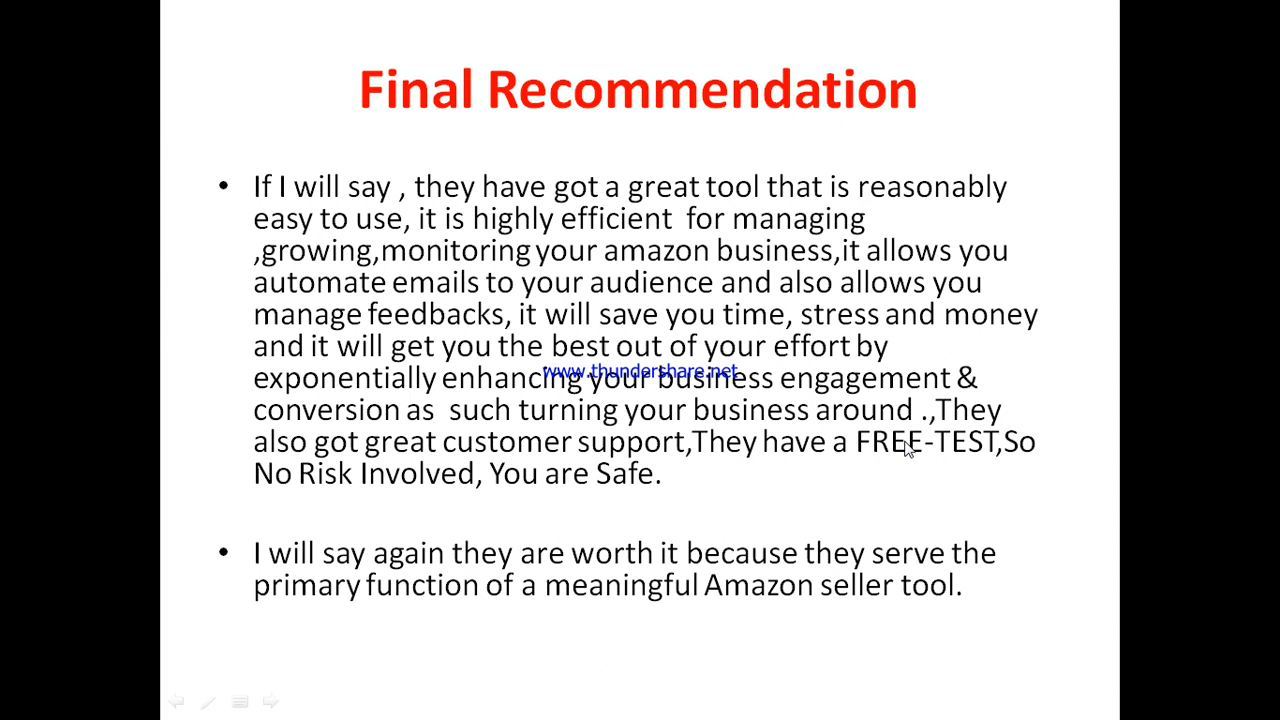 Final Recommendation
• If I will say , they have got a great tool that is reasonably
easy to use, it is highly efficient  for managing
,growing,monitoring your amazon business,it allows you
automate emails to your audience and also allows you
manage feedbacks, it will save you time, stress and money
and it will get you the best out of your effort by
www.thundershare.net
exponentially enhancing your business engagement &
conversion as  such turning your business around .,They
also got great customer support,They have a FREE-TEST,So
No Risk Involved, You are Safe.
• I will say again they are worth it because they serve the
primary function of a meaningful Amazon seller tool.